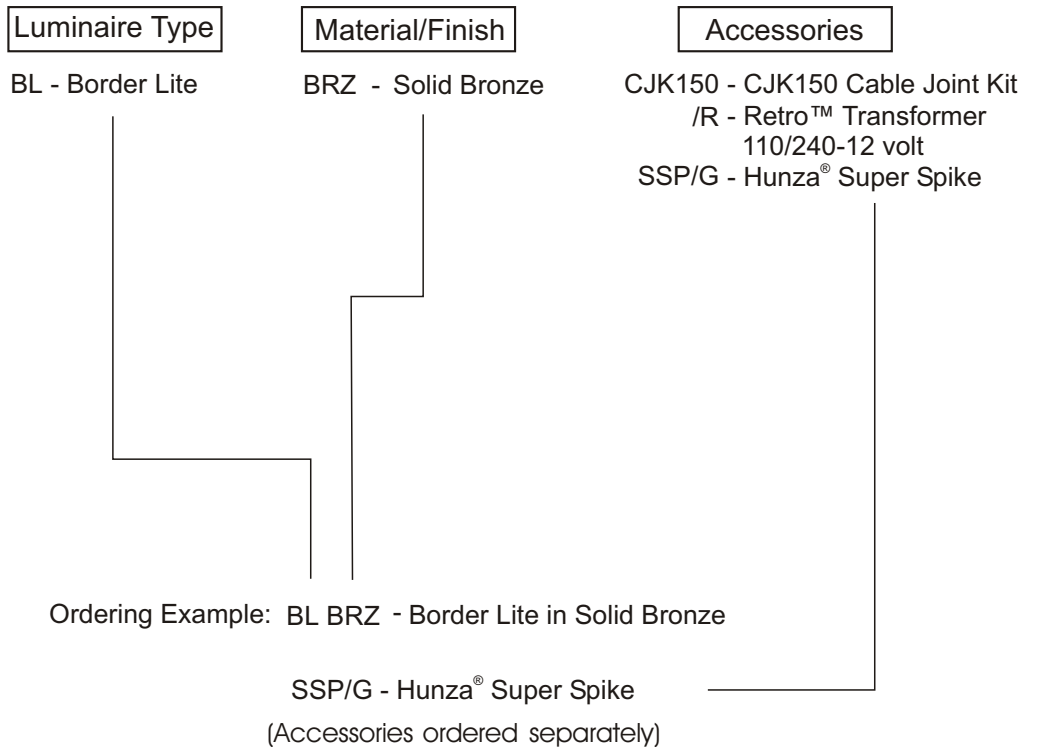 Luminaire Type
Material/Finish
Accessories
BL - Border Lite
BRZ - Solid Bronze
CJK150 - CJK150 Cable Joint Kit
/R - Retro™ Transformer
110/240-12 volt
SSP/G - Hunza® Super Spike
Ordering Example: BL BRZ - Border Lite in Solid Bronze
SSP/G - Hunza® Super Spike
(Accessories ordered separately)